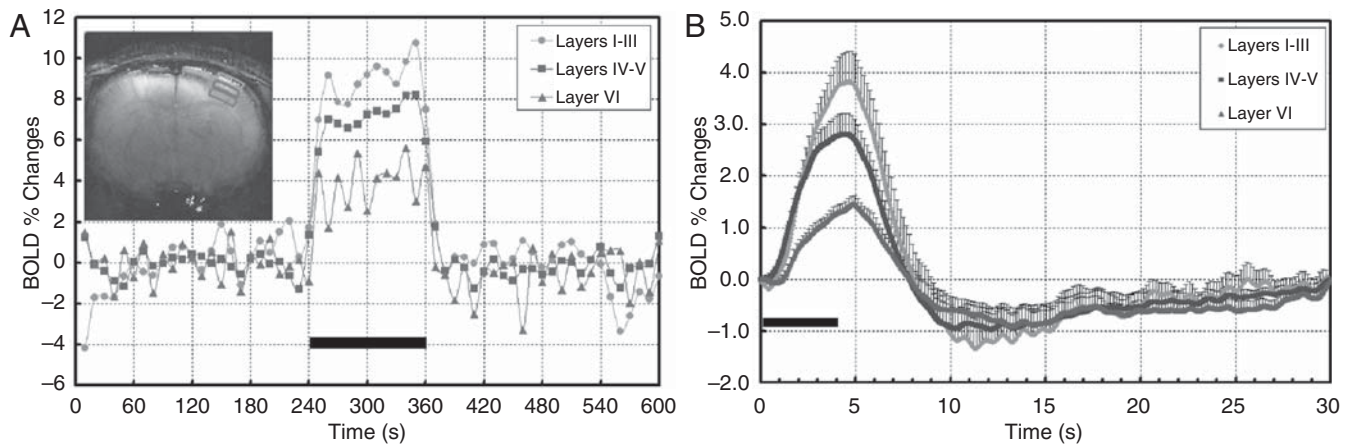 A
BOLD % Changes
12
10
8
6
4
2
0
−2
−4
−6
Layers I-III
Layers IV-V
Layer VI
0 60 120 180 240 300 360 420 480 540 600
Time (s)
B
BOLD % Changes
5.0
4.0
3.0
2.0
1.0
0.0
−1.0
−2.0
Layers I-III
Layers IV-V
Layer VI
0 5 10 15 20 25 30
Time (s)